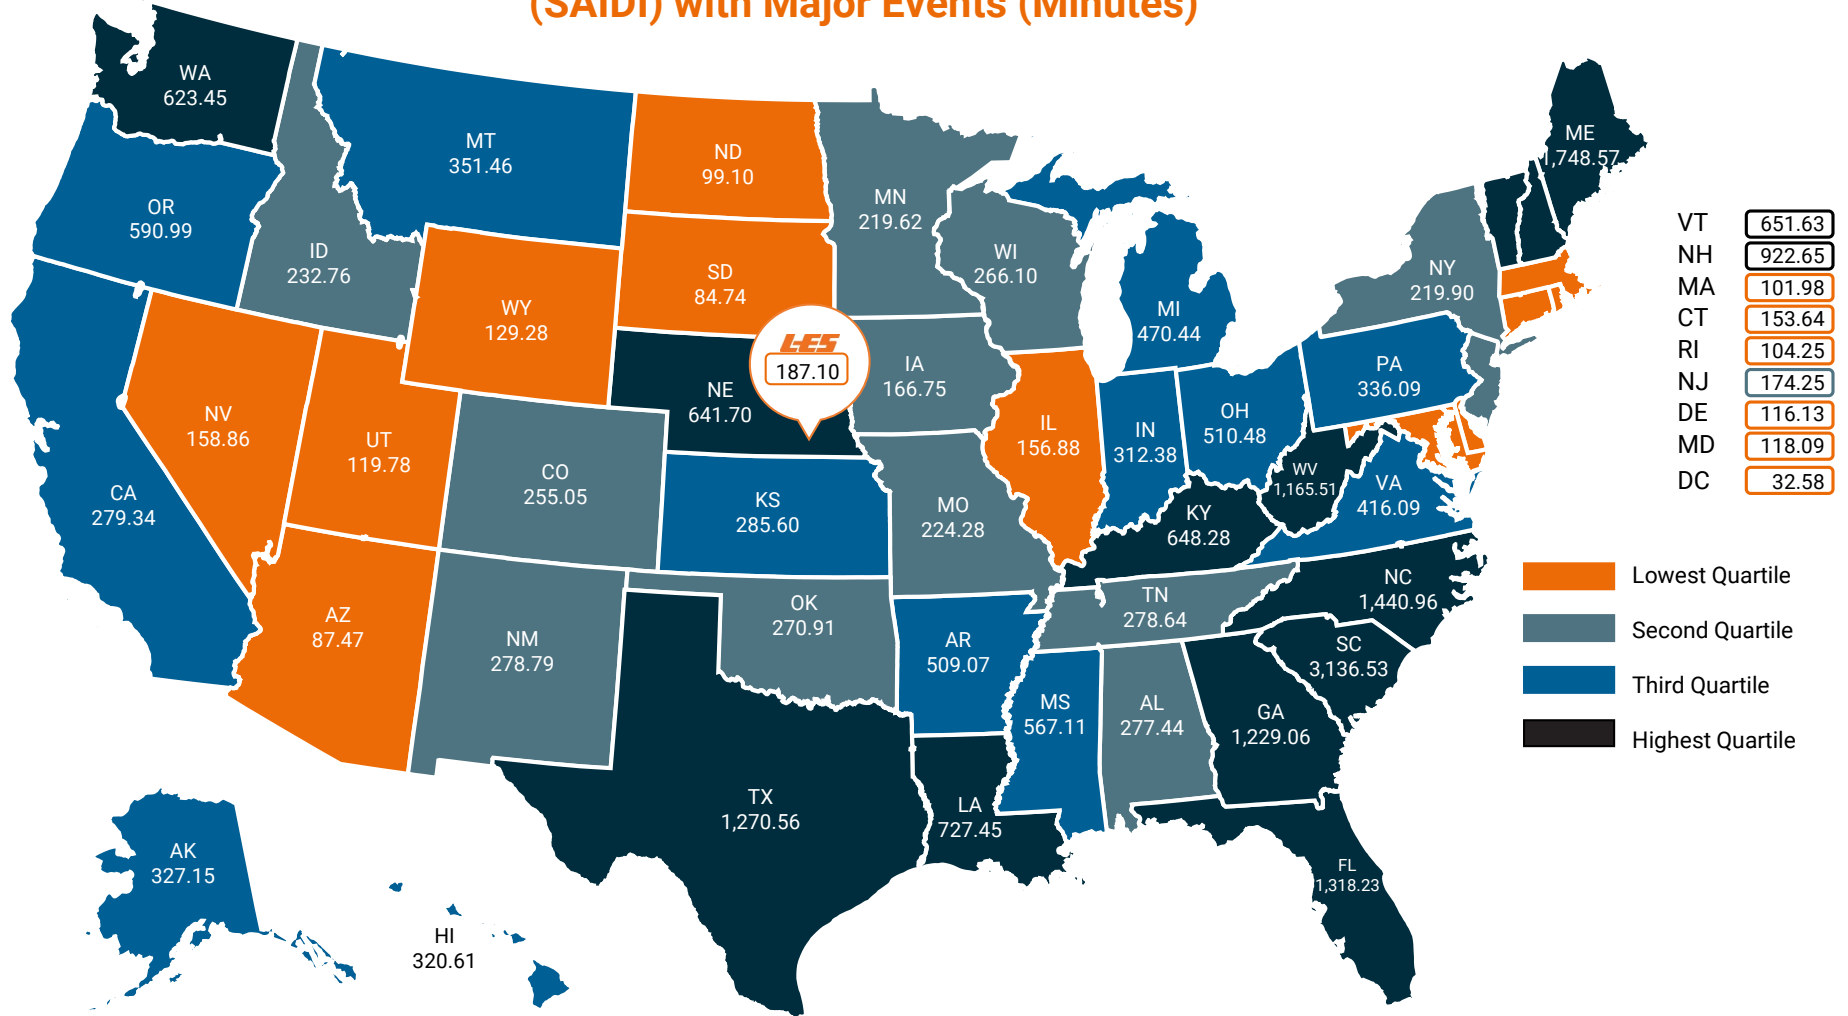 (SAIDI) with Major Events (Minutes)
WA
623.45
MT
351.46
ND
99.10
MN
219.62
ME
1,748.57
OR
590.99
ID
232.76
WY
129.28
SD
84.74
WI
266.10
MI
470.44
NY
219.90
VT 651.63
NH 922.65
MA 101.98
CT 153.64
RI 104.25
NJ 174.25
DE 116.13
MD 118.09
DC 32.58
LES
187.10
NE
641.70
IA
166.75
PA
336.09
NV
158.86
UT
119.78
CO
255.05
IL
156.88
IN
312.38
OH
510.48
CA
279.34
KS
285.60
MO
224.28
KY
648.28
WV
1,165.51
VA
416.09
AZ
87.47
NM
278.79
OK
270.91
AR
509.07
TN
278.64
NC
1,440.96
SC
3,136.53
MS
567.11
AL
277.44
GA
1,229.06
TX
1,270.56
LA
727.45
FL
1,318.23
AK
327.15
HI
320.61
Lowest Quartile
Second Quartile
Third Quartile
Highest Quartile